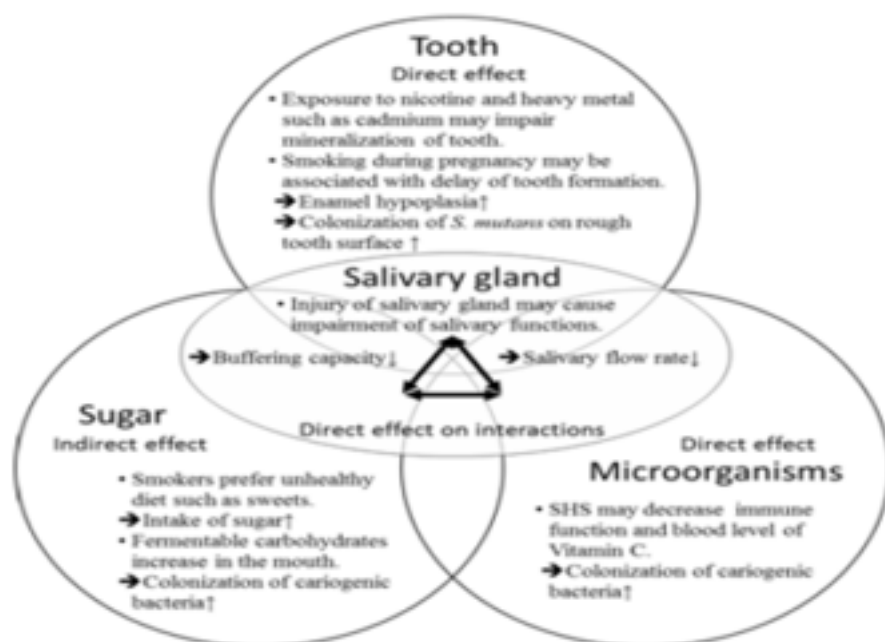 Tooth
Direct effect
• Exposure to nicotine and heavy metal
such as cadmium may impair
mineralization of tooth.
• Smoking during pregnancy may be
associated with delay of tooth formation.
➔Enamel hypoplasia↑
➔Colonization of S. mutans on rough
tooth surface ↑
Salivary gland
• Injury of salivary gland may cause
impairment of salivary functions.
➔Buffering capacity↓
➔Salivary flow rate↓
Direct effect on interactions
Sugar
Indirect effect
• Smokers prefer unhealthy
diet such as sweets.
➔Intake of sugar↑
• Fermentable carbohydrates
increase in the mouth.
➔Colonization of cariogenic
bacteria↑
Direct effect
Microorganisms
• SHS may decrease immune
function and blood level of
Vitamin C.
➔Colonization of cariogenic
bacteria↑